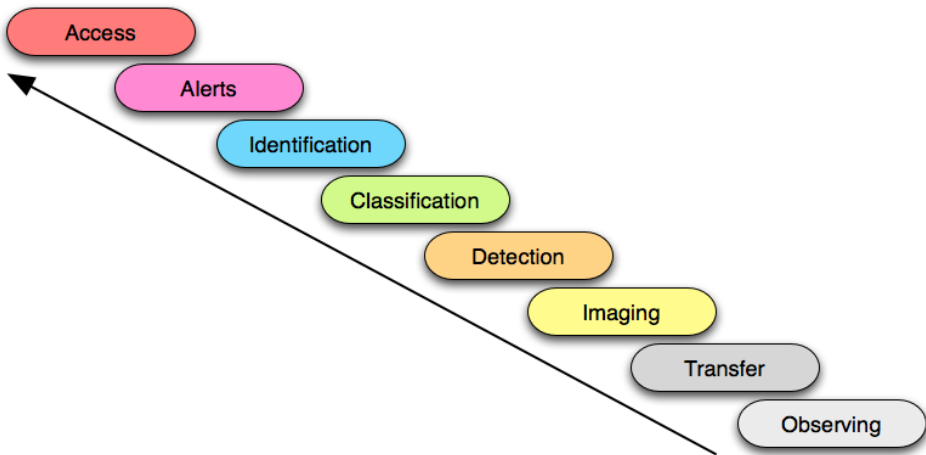 Access
Alerts
Identification
Classification
Detection
Imaging
Transfer
Observing